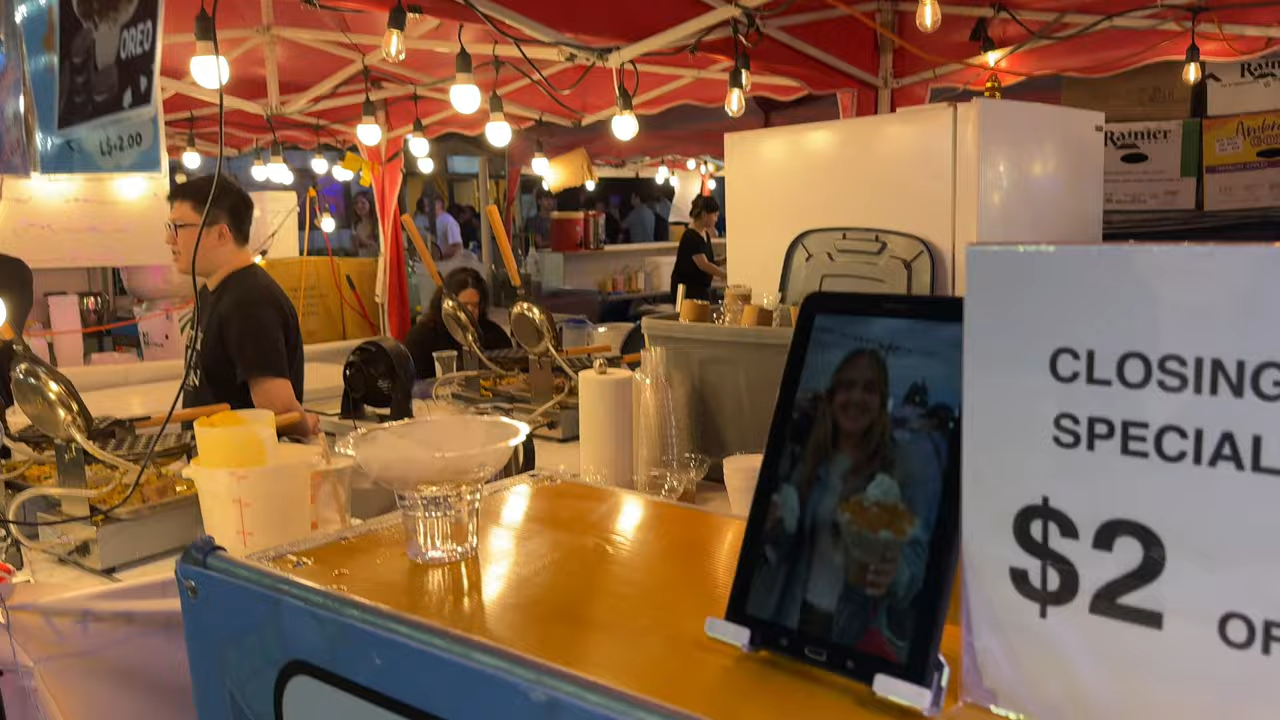 OREO
L$+2.00
Rainier
Rainier
CLOSING
SPECIAL
$2 OF